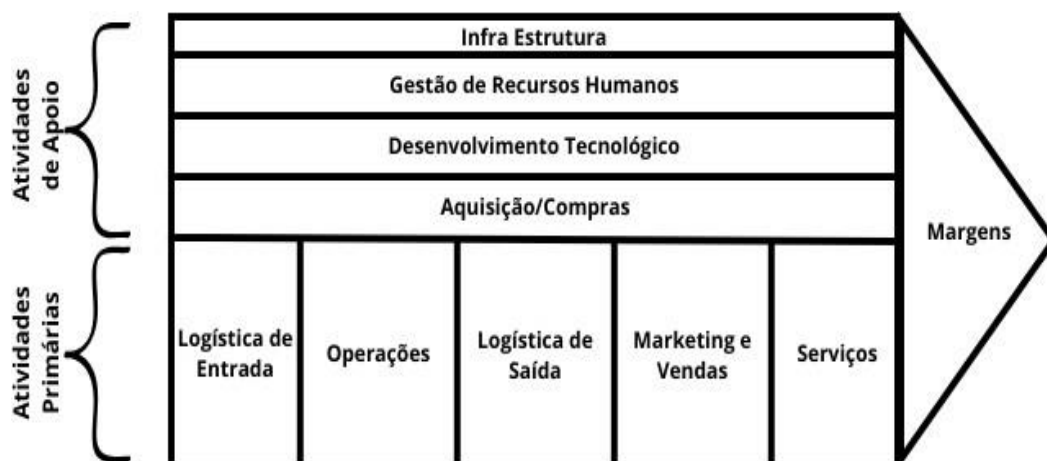 Atividades
de Apoio
Infra Estrutura
Gestão de Recursos Humanos
Desenvolvimento Tecnológico
Aquisição/Compras
Margens
Atividades
Primárias
Logística de
Entrada
Operações
Logística de
Saída
Marketing e
Vendas
Serviços